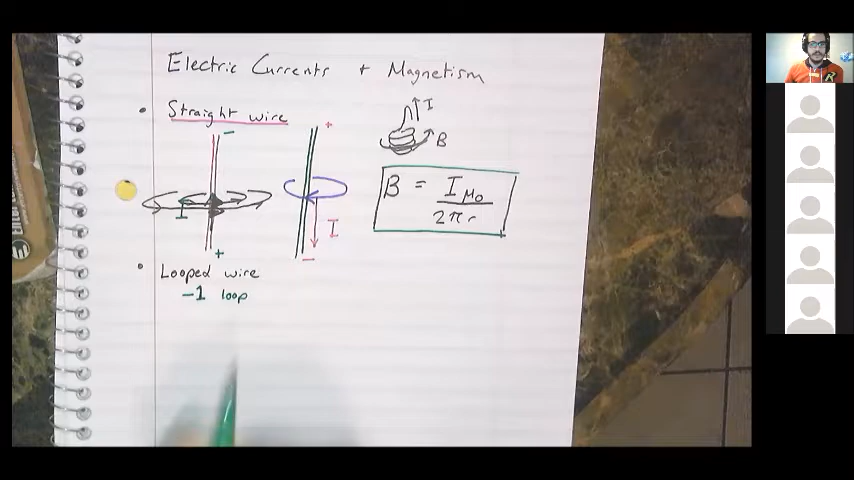 Electric Currents + Magnetism
• Straight wire
- +
I
+ -
I
I
B
B = Iμ₀ / 2πr
• Looped wire
-1 loop